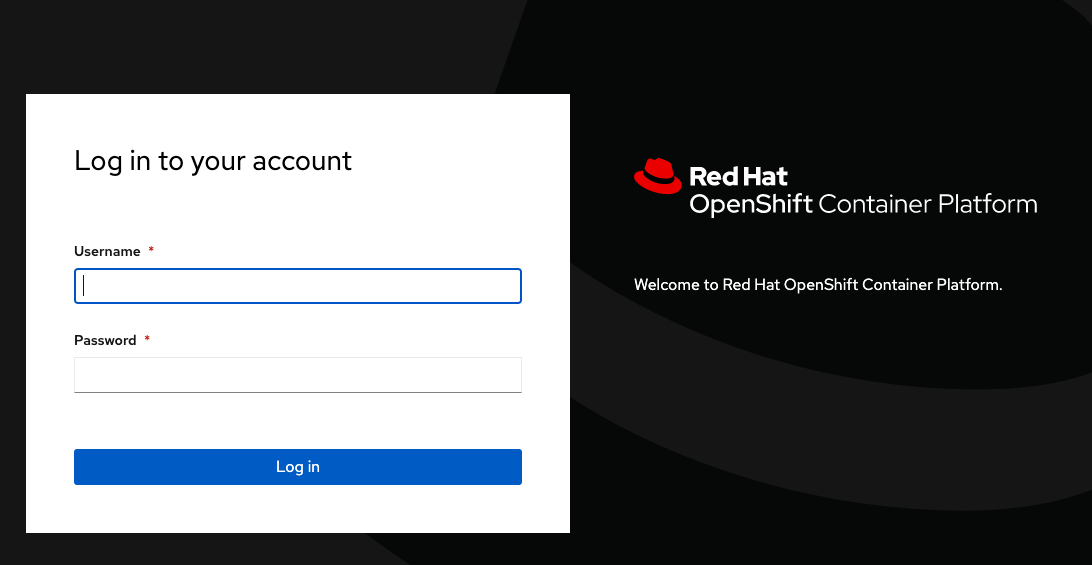 Log in to your account
Username *
Password *
Log in
Red Hat
OpenShift Container Platform
Welcome to Red Hat OpenShift Container Platform.